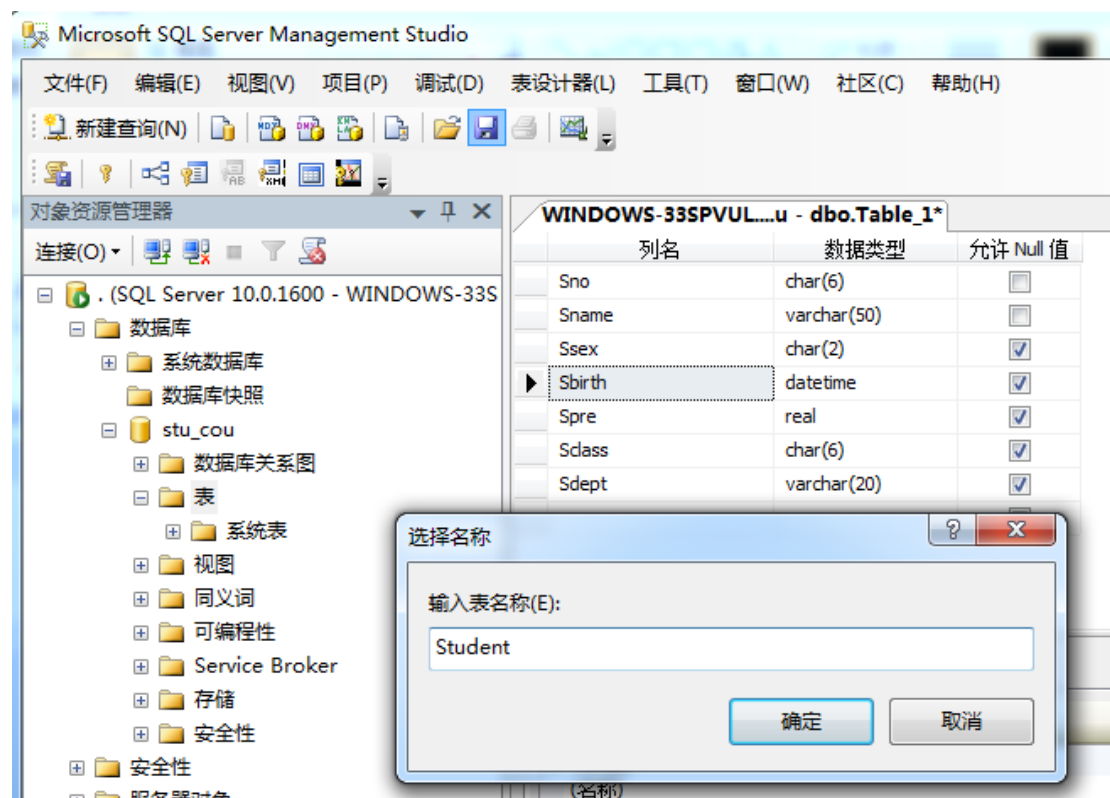 Microsoft SQL Server Management Studio
文件(F) 编辑(E) 视图(V) 项目(P) 调试(D) 表设计器(L) 工具(T) 窗口(W) 社区(C) 帮助(H)
新建查询(N)
对象资源管理器
连接(O)
. (SQL Server 10.0.1600 - WINDOWS-33S
数据库
系统数据库
数据库快照
stu_cou
数据库关系图
表
系统表
视图
同义词
可编程性
Service Broker
存储
安全性
安全性
服务器对象
WINDOWS-33SPVUL....u - dbo.Table_1*
列名 数据类型 允许 Null 值
Sno char(6)
Sname varchar(50)
Ssex char(2)
Sbirth datetime
Spre real
Sclass char(6)
Sdept varchar(20)
选择名称
输入表名称(E):
Student
确定 取消
(名称)